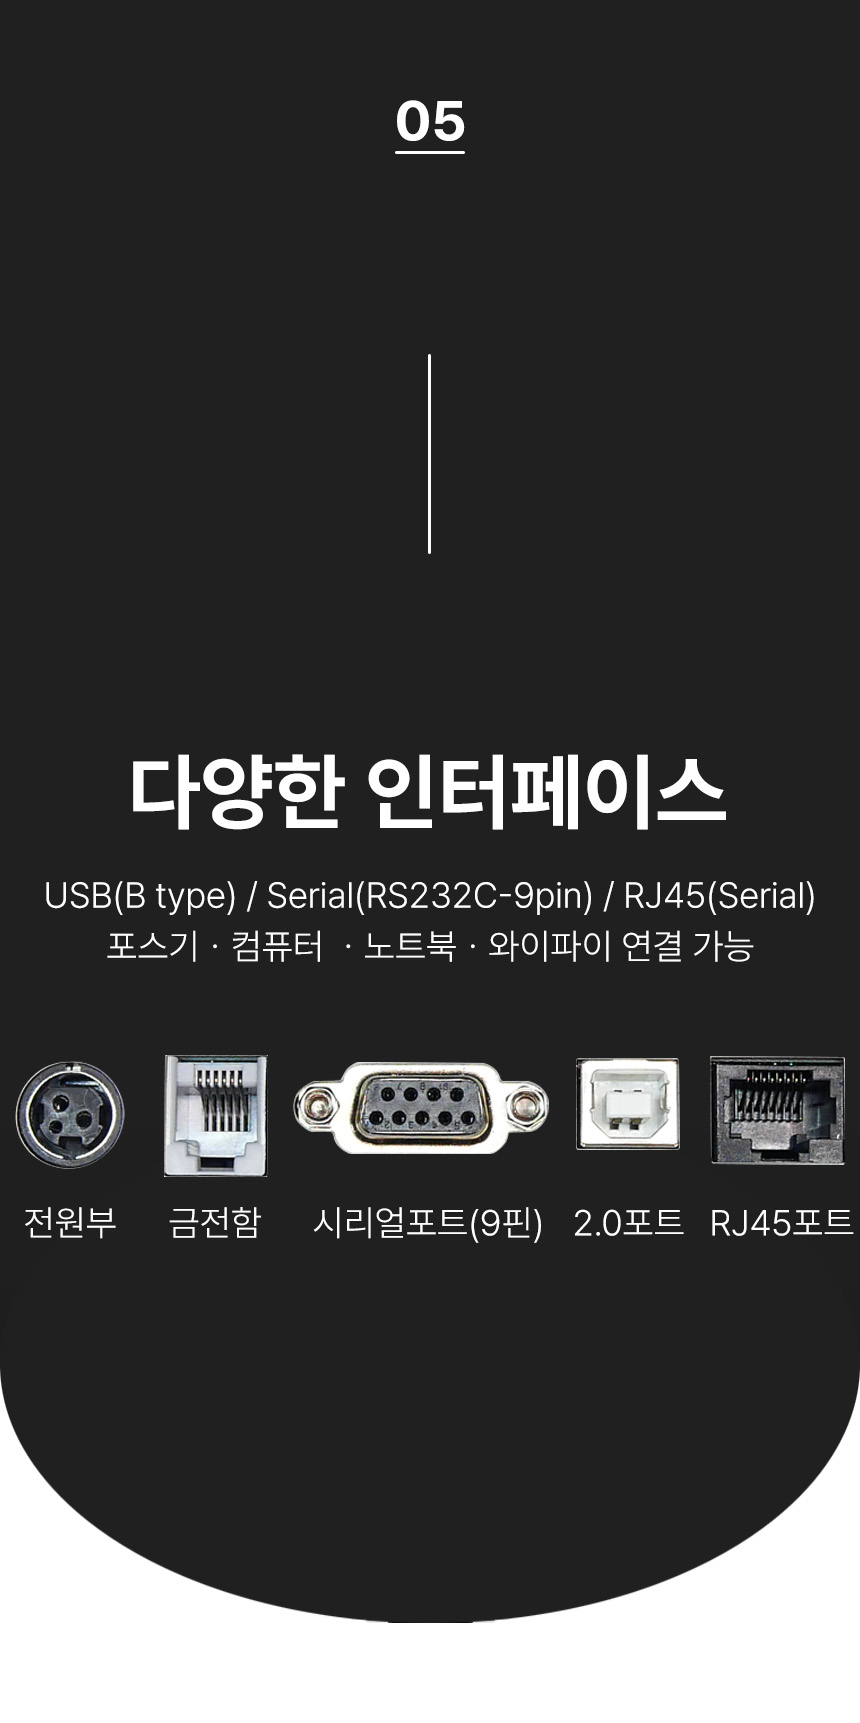 05
다양한 인터페이스
USB(B type) / Serial(RS232C-9pin) / RJ45(Serial)
포스기 · 컴퓨터 · 노트북 · 와이파이 연결 가능
전원부 금전함 시리얼포트(9핀) 2.0포트 RJ45포트